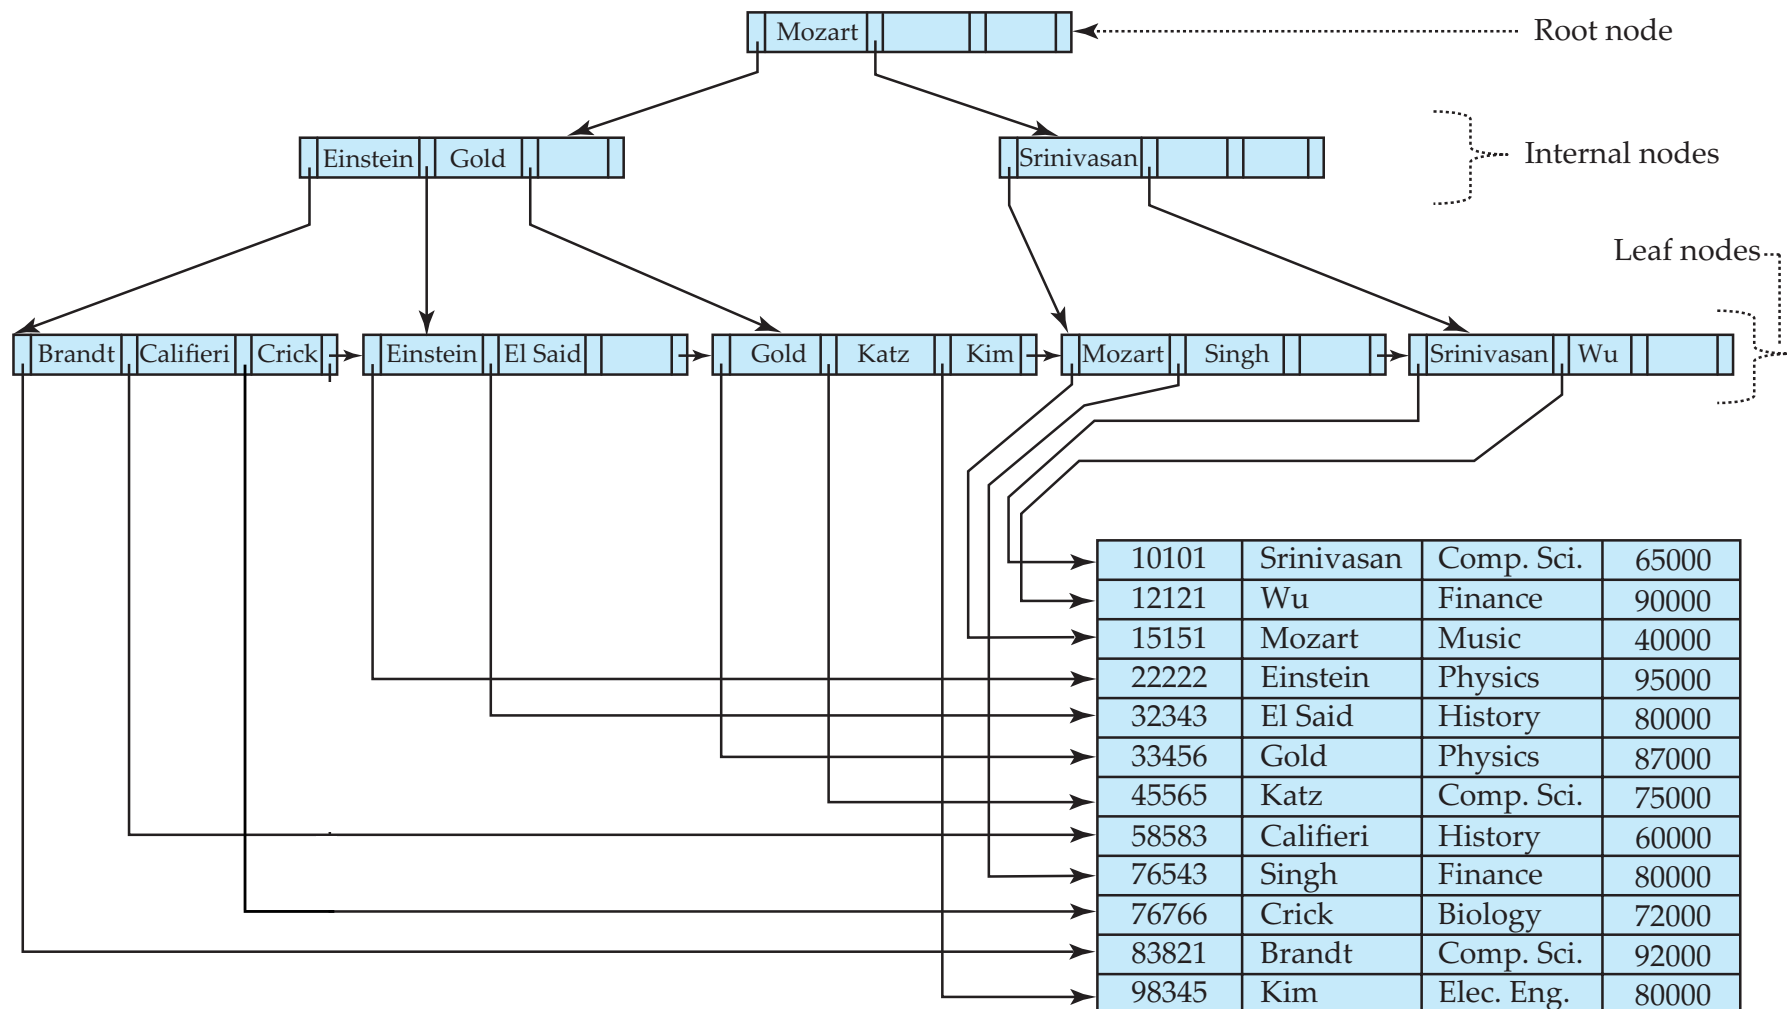 Mozart
Root node
Einstein Gold
Srinivasan
Internal nodes
Leaf nodes
Brandt Califieri Crick
Einstein El Said
Gold Katz Kim
Mozart Singh
Srinivasan Wu
10101 Srinivasan Comp. Sci. 65000
12121 Wu Finance 90000
15151 Mozart Music 40000
22222 Einstein Physics 95000
32343 El Said History 80000
33456 Gold Physics 87000
45565 Katz Comp. Sci. 75000
58583 Califieri History 60000
76543 Singh Finance 80000
76766 Crick Biology 72000
83821 Brandt Comp. Sci. 92000
98345 Kim Elec. Eng. 80000